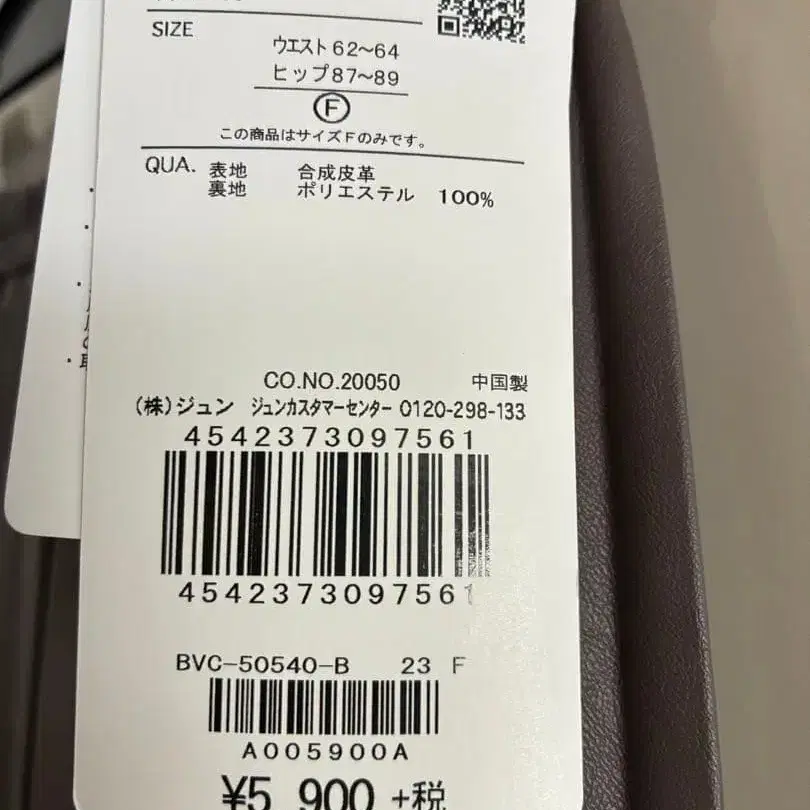 SIZE
ウエスト 62〜64
ヒップ87〜89
F
この商品はサイズFのみです。
QUA. 表地 合成皮革
裏地 ポリエステル 100%
CO.NO.20050 中国製
(株)ジュン ジュンカスタマーセンター 0120-298-133
4542373097561
4542373097561
BVC-50540-B 23 F
A005900A
¥5,900 +税